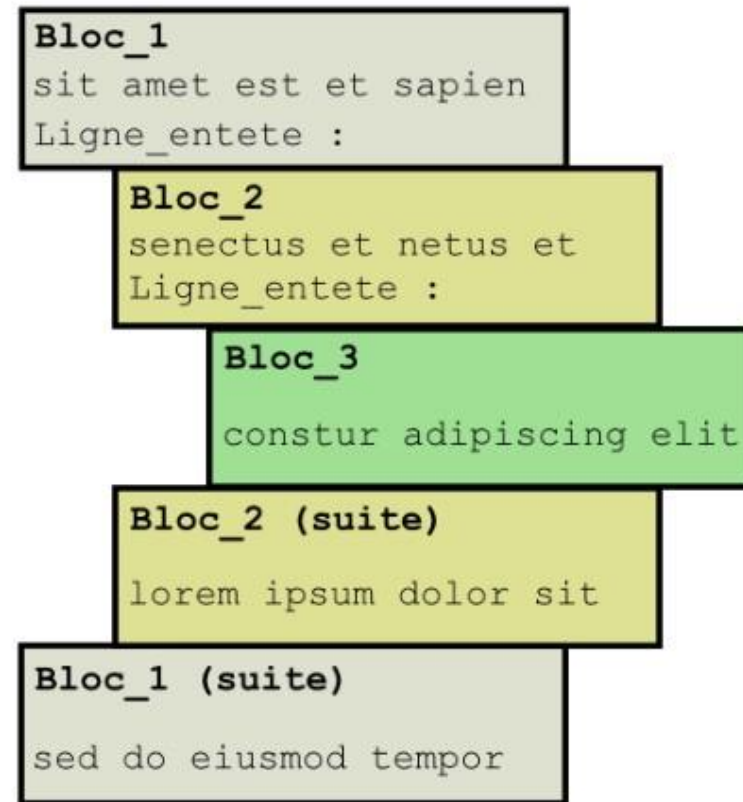 Bloc_1
sit amet est et sapien
Ligne_entete :
Bloc_2
senectus et netus et
Ligne_entete :
Bloc_3
constur adipiscing elit
Bloc_2 (suite)
lorem ipsum dolor sit
Bloc_1 (suite)
sed do eiusmod tempor